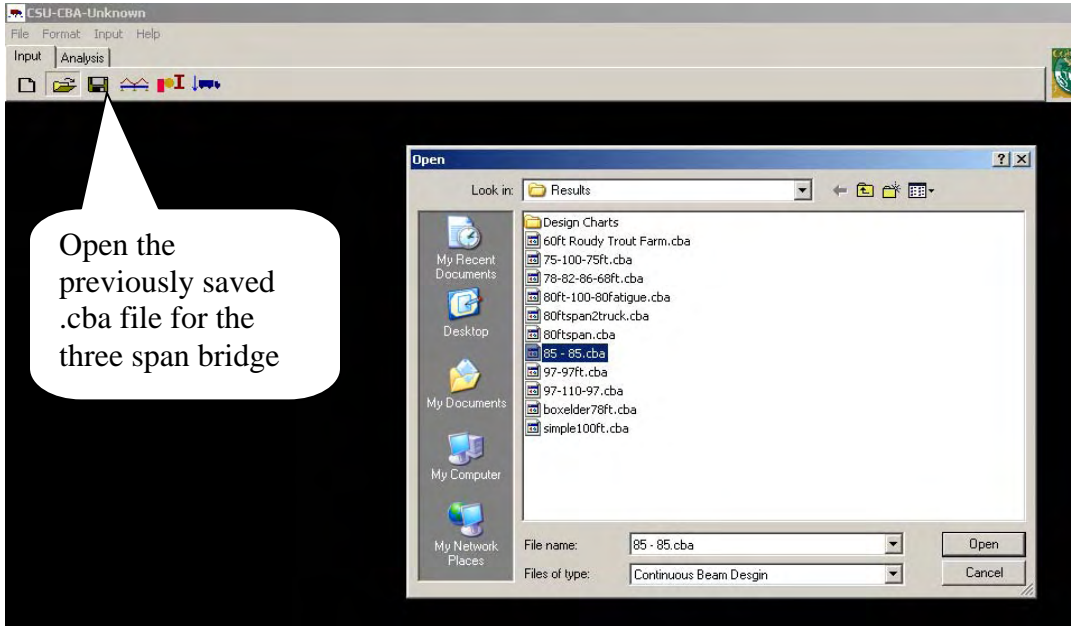 CSU-CBA-Unknown
File Format Input Help
Input Analysis
Open
Look in: Results
My Recent Documents
Desktop
My Documents
My Computer
My Network Places
Design Charts
60ft Roudy Trout Farm.cba
75-100-75ft.cba
78-82-86-68ft.cba
80ft-100-80fatigue.cba
80ftspan2truck.cba
80ftspan.cba
85 - 85.cba
97-97ft.cba
97-110-97.cba
boxelder78ft.cba
simple100ft.cba
File name: 85 - 85.cba Open
Files of type: Continuous Beam Desgin Cancel
Open the
previously saved
.cba file for the
three span bridge